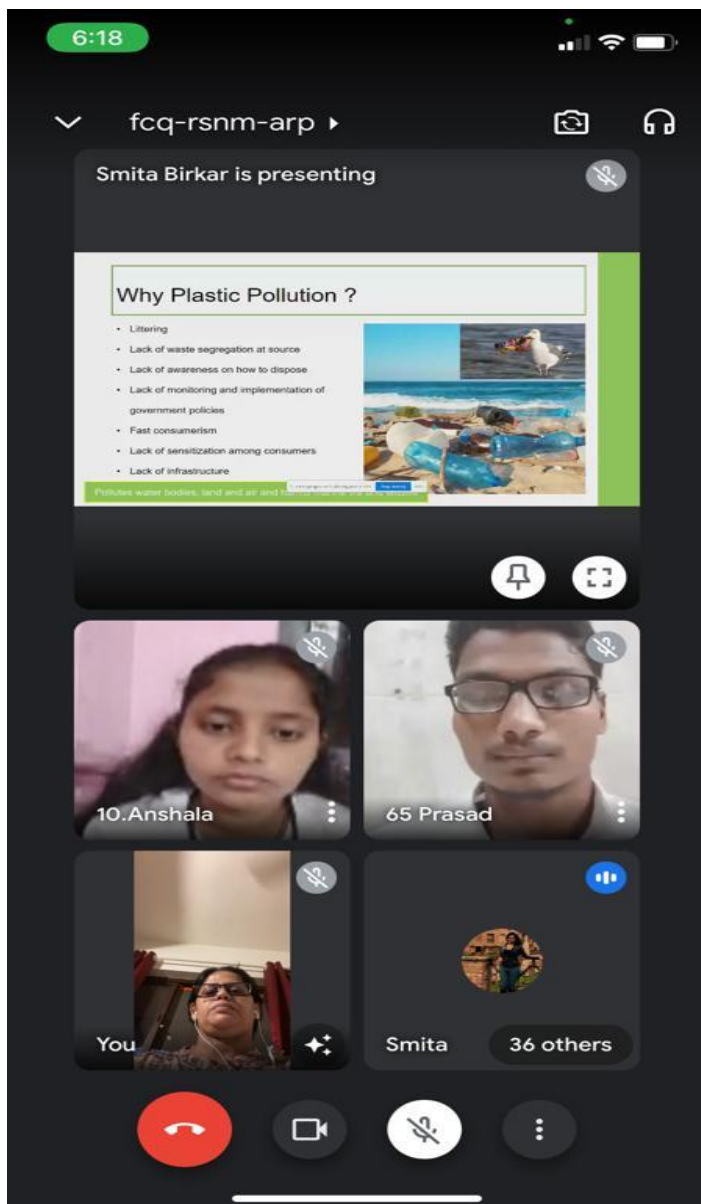 6:18
fcq-rsnm-arp
Smita Birkar is presenting
Why Plastic Pollution ?
• Littering
• Lack of waste segregation at source
• Lack of awareness on how to dispose
• Lack of monitoring and implementation of
government policies
• Fast consumerism
• Lack of sensitization among consumers
• Lack of infrastructure
Pollutes water bodies, land and air and
10.Anshala
65 Prasad
You
Smita
36 others